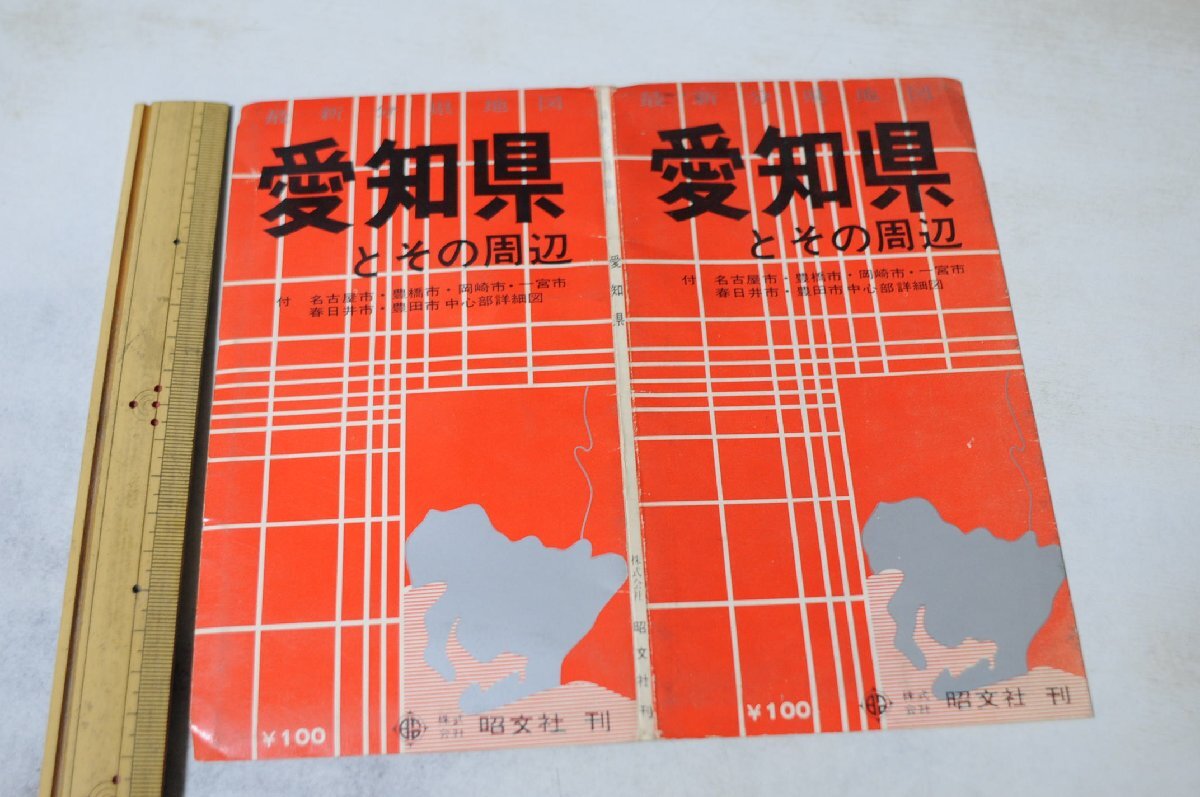 最新分県地図
愛知県
とその周辺
付 名古屋市・豊橋市・岡崎市・一宮市
春日井市・豊田市中心部詳細図
¥100
株式会社 昭文社 刊
愛知県
株式会社 昭文社刊
最新分県地図
愛知県
とその周辺
付 名古屋市・豊橋市・岡崎市・一宮市
春日井市・豊田市中心部詳細図
¥100
株式会社 昭文社 刊